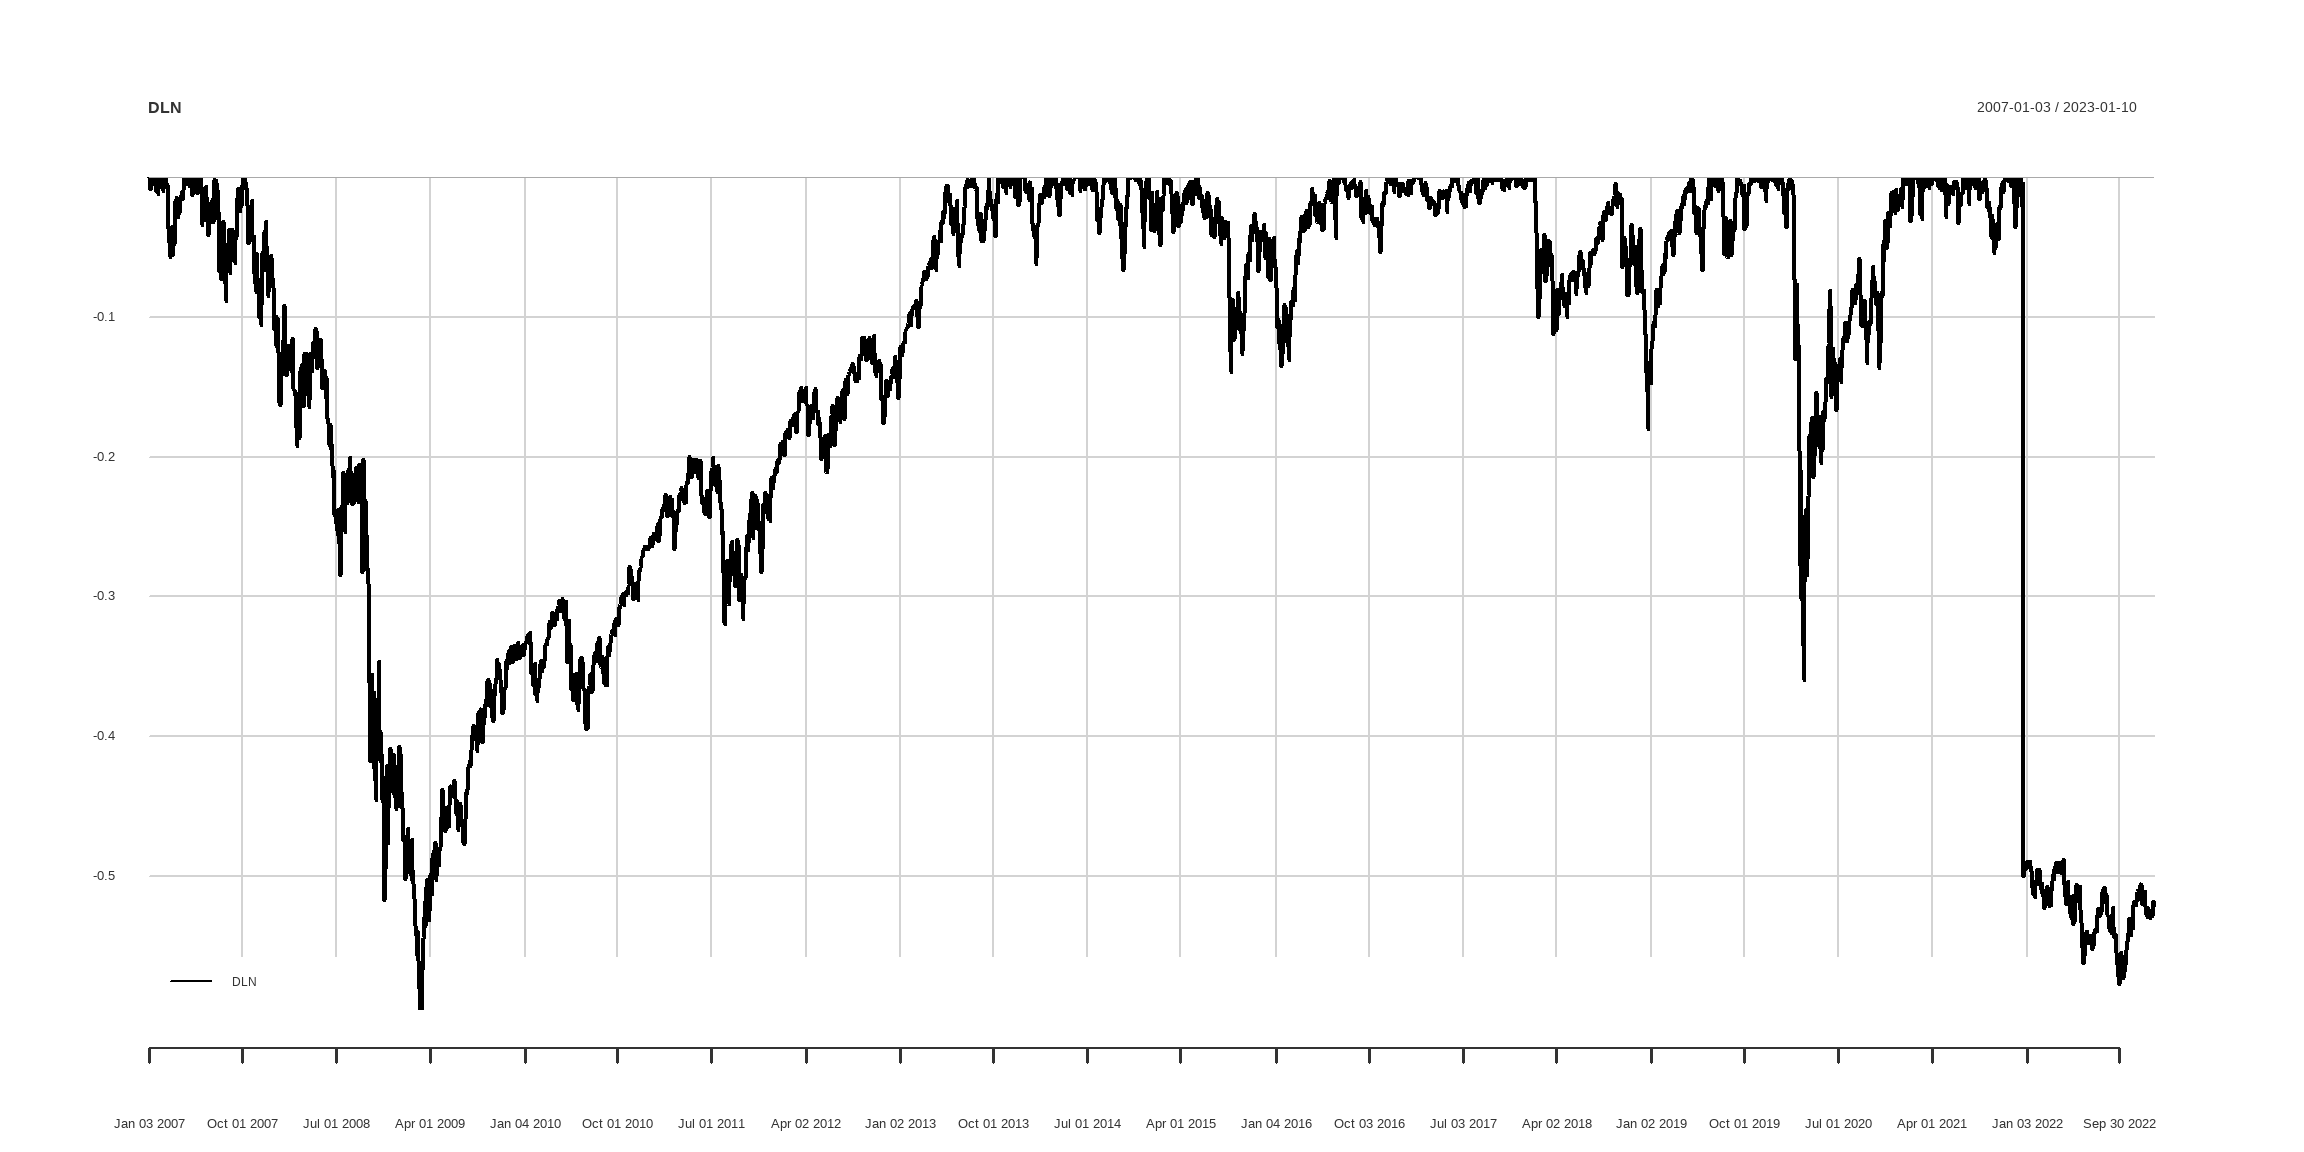 DLN
2007-01-03 / 2023-01-10
-0.1
-0.2
-0.3
-0.4
-0.5
DLN
Jan 03 2007 Oct 01 2007 Jul 01 2008 Apr 01 2009 Jan 04 2010 Oct 01 2010 Jul 01 2011 Apr 02 2012 Jan 02 2013 Oct 01 2013 Jul 01 2014 Apr 01 2015 Jan 04 2016 Oct 03 2016 Jul 03 2017 Apr 02 2018 Jan 02 2019 Oct 01 2019 Jul 01 2020 Apr 01 2021 Jan 03 2022 Sep 30 2022